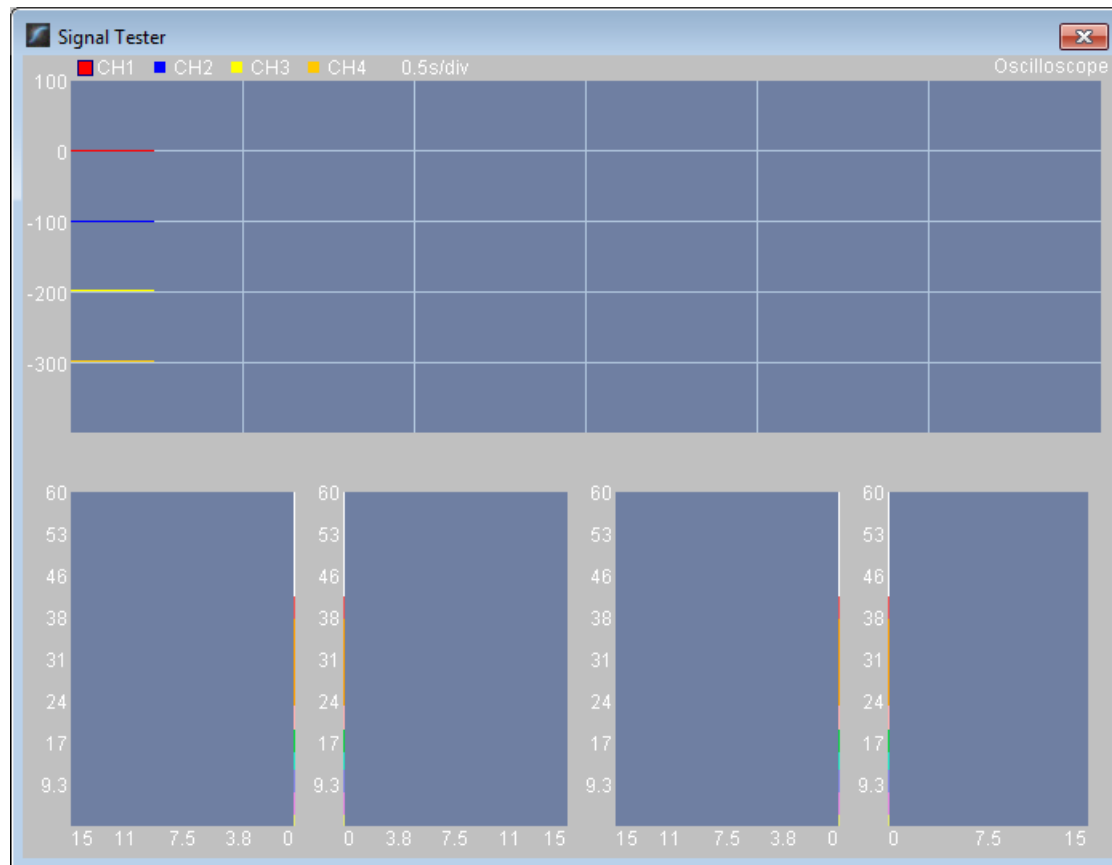 Signal Tester
CH1 CH2 CH3 CH4 0.5s/div Oscilloscope
100
0
-100
-200
-300
60 60 60 60
53 53 53 53
46 46 46 46
38 38 38 38
31 31 31 31
24 24 24 24
17 17 17 17
9.3 9.3 9.3 9.3
15 11 7.5 3.8 0 0 3.8 7.5 11 15 15 11 7.5 3.8 0 0 7.5 15